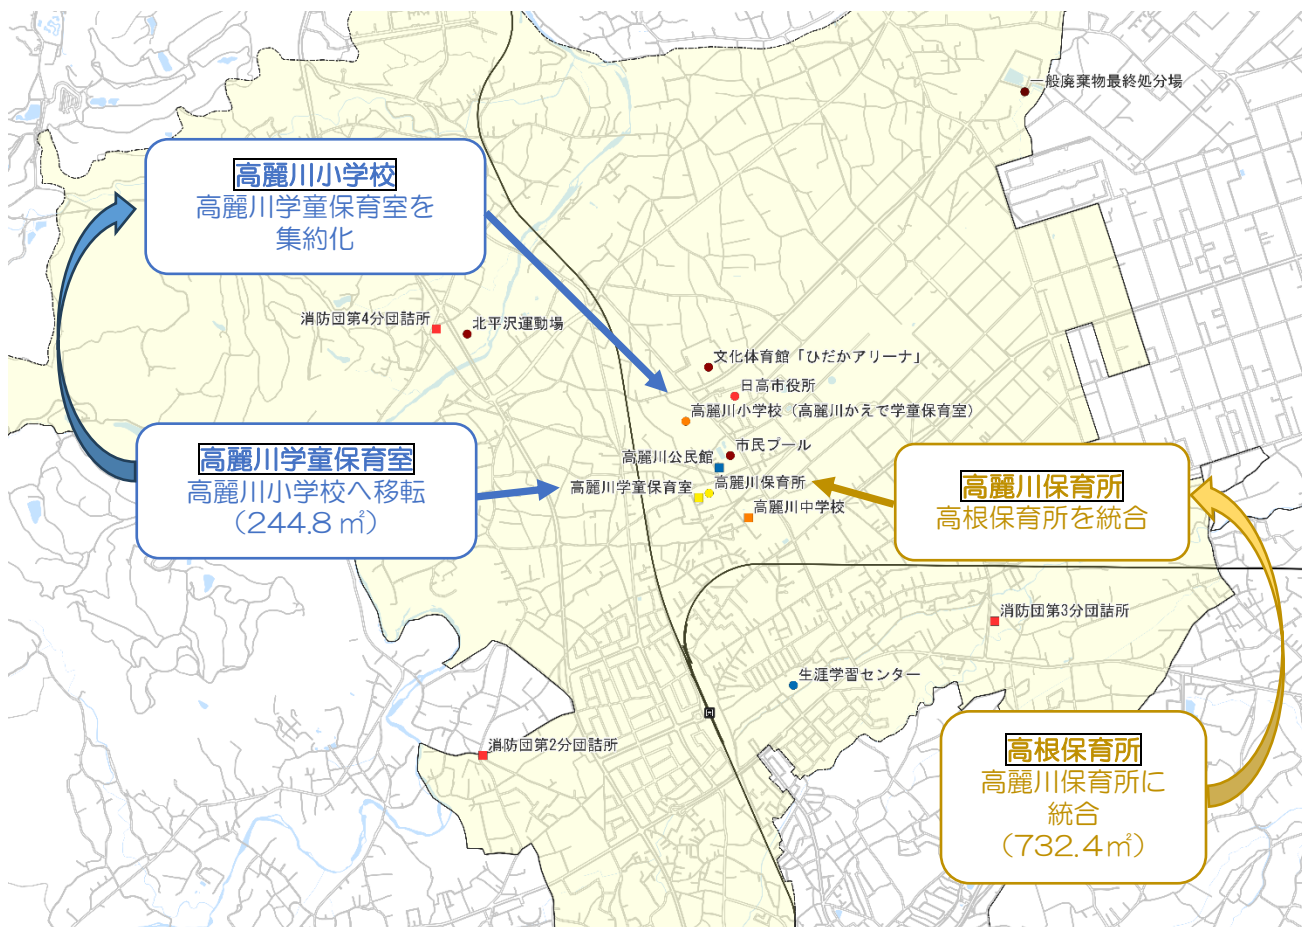 一般廃棄物最終処分場
高麗川小学校
高麗川学童保育室を
集約化
消防団第4分団詰所
北平沢運動場
文化体育館「ひだかアリーナ」
日高市役所
高麗川小学校(高麗川かえで学童保育室)
市民プール
高麗川公民館
高麗川学童保育室
高麗川保育所
高麗川中学校
高麗川学童保育室
高麗川小学校へ移転
(244.8㎡)
高麗川保育所
高根保育所を統合
消防団第3分団詰所
生涯学習センター
消防団第2分団詰所
高根保育所
高麗川保育所に
統合
(732.4㎡)